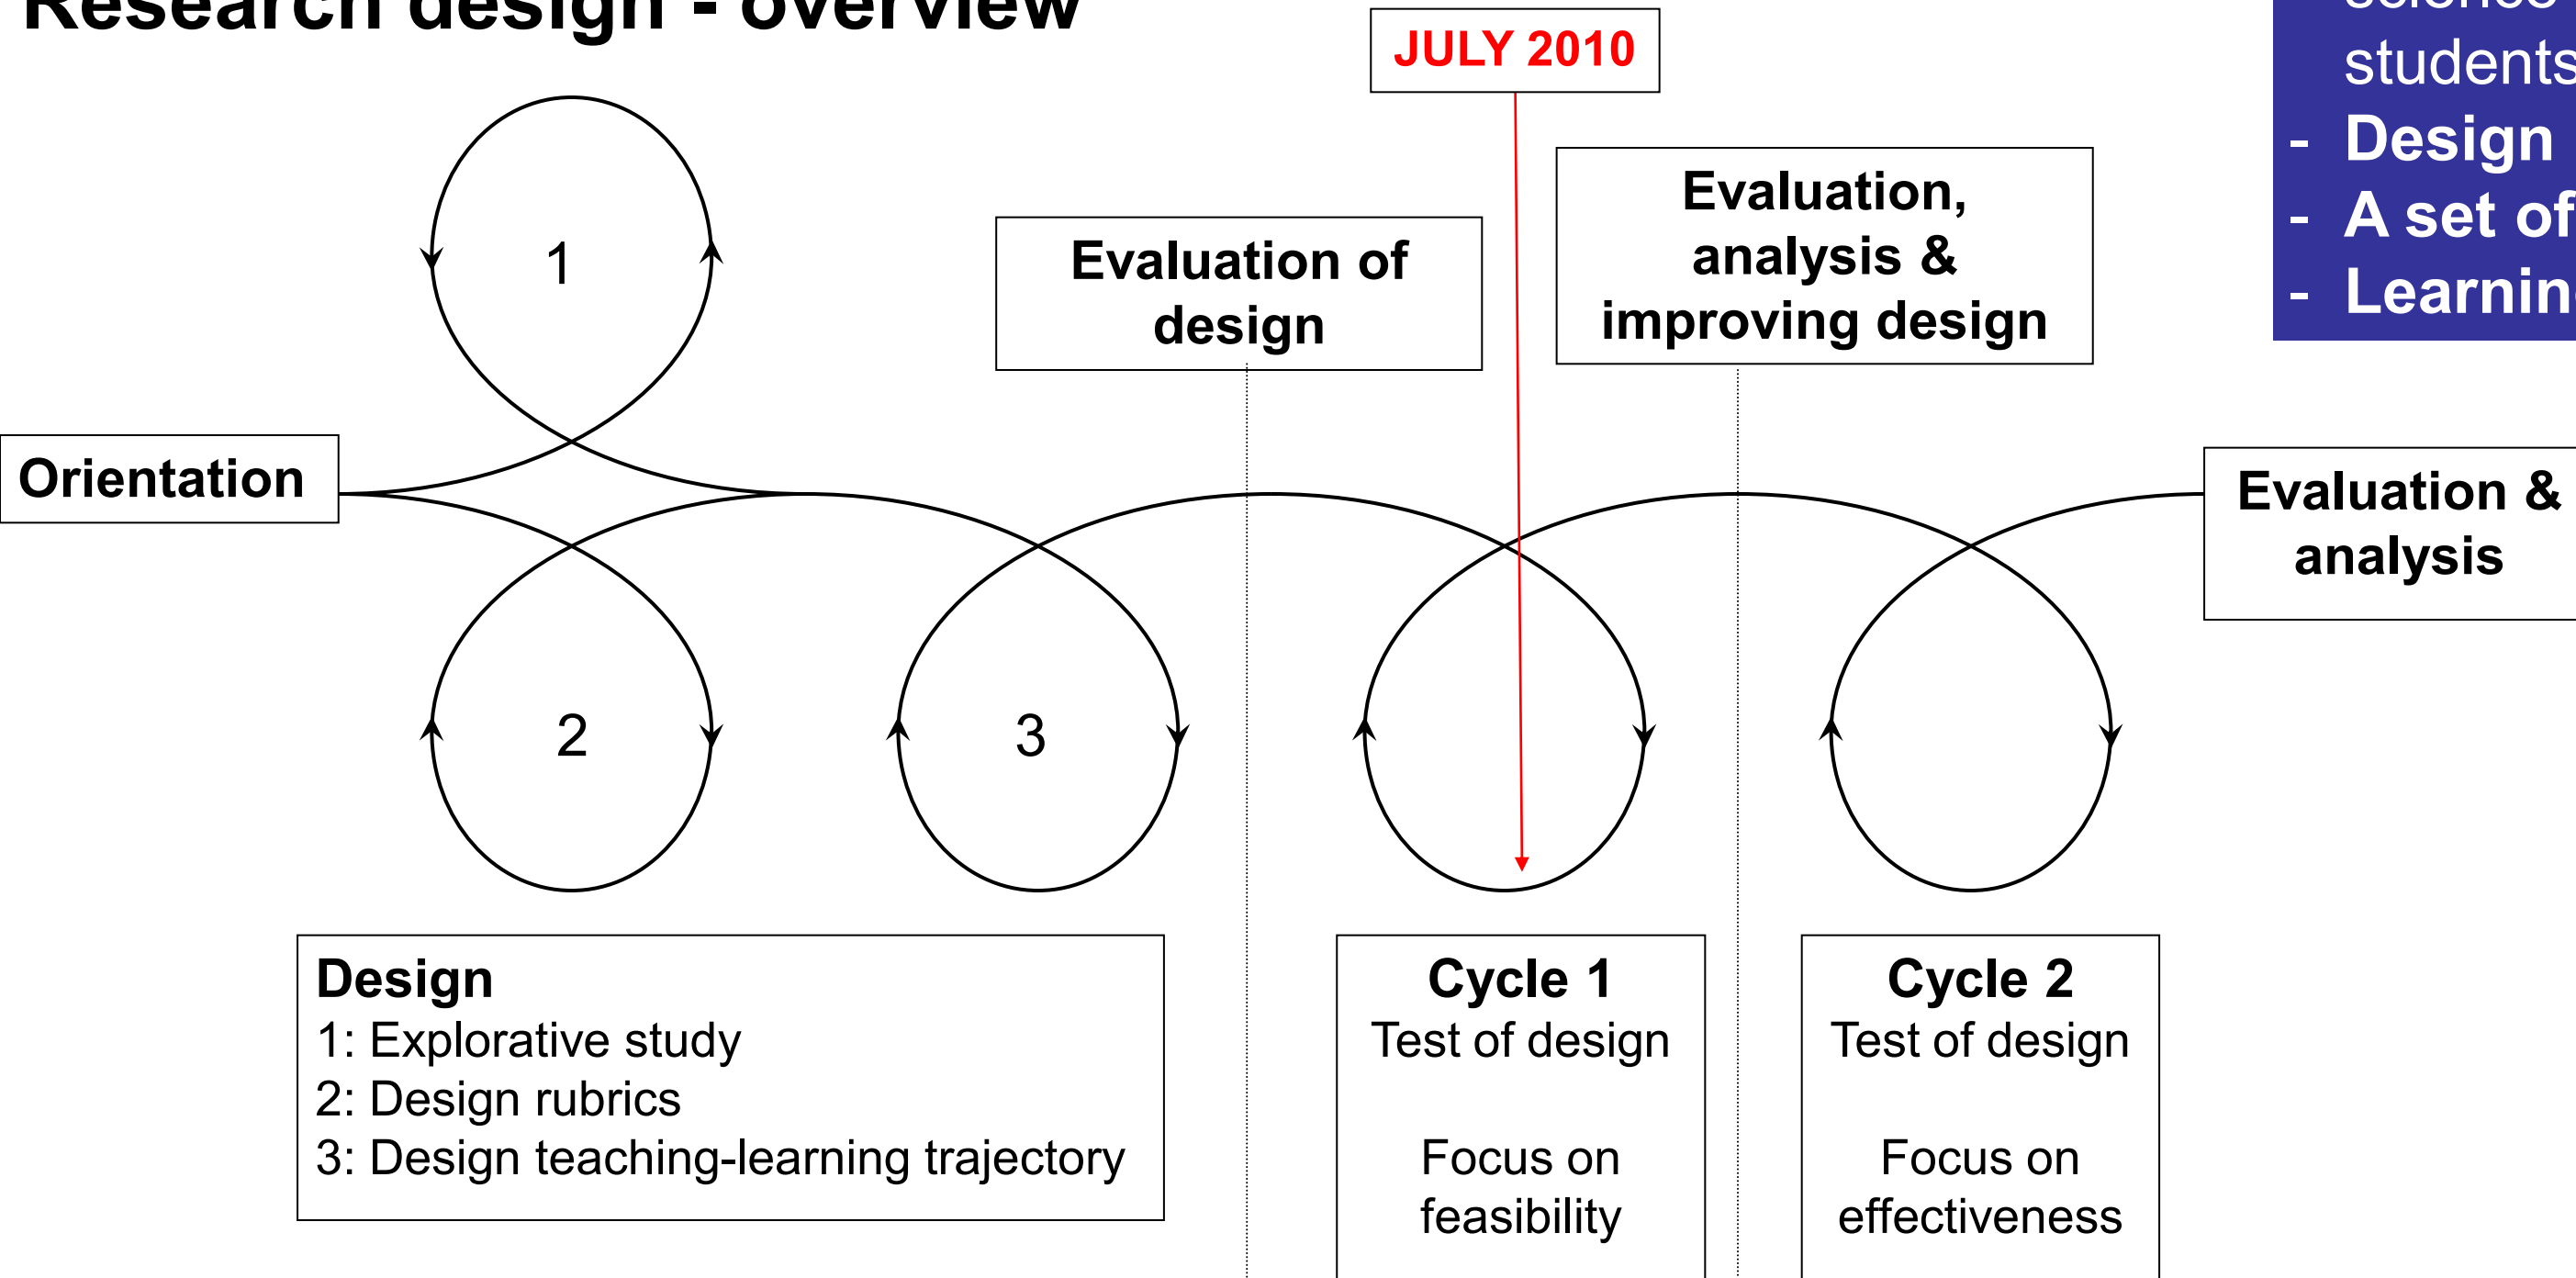 Research design - overview
JULY 2010
science
students
- Design
- A set of
- Learning
1
Evaluation of
design
Evaluation,
analysis &
improving design
Orientation
Evaluation &
analysis
2
3
Design
1: Explorative study
2: Design rubrics
3: Design teaching-learning trajectory
Cycle 1
Test of design
Focus on
feasibility
Cycle 2
Test of design
Focus on
effectiveness